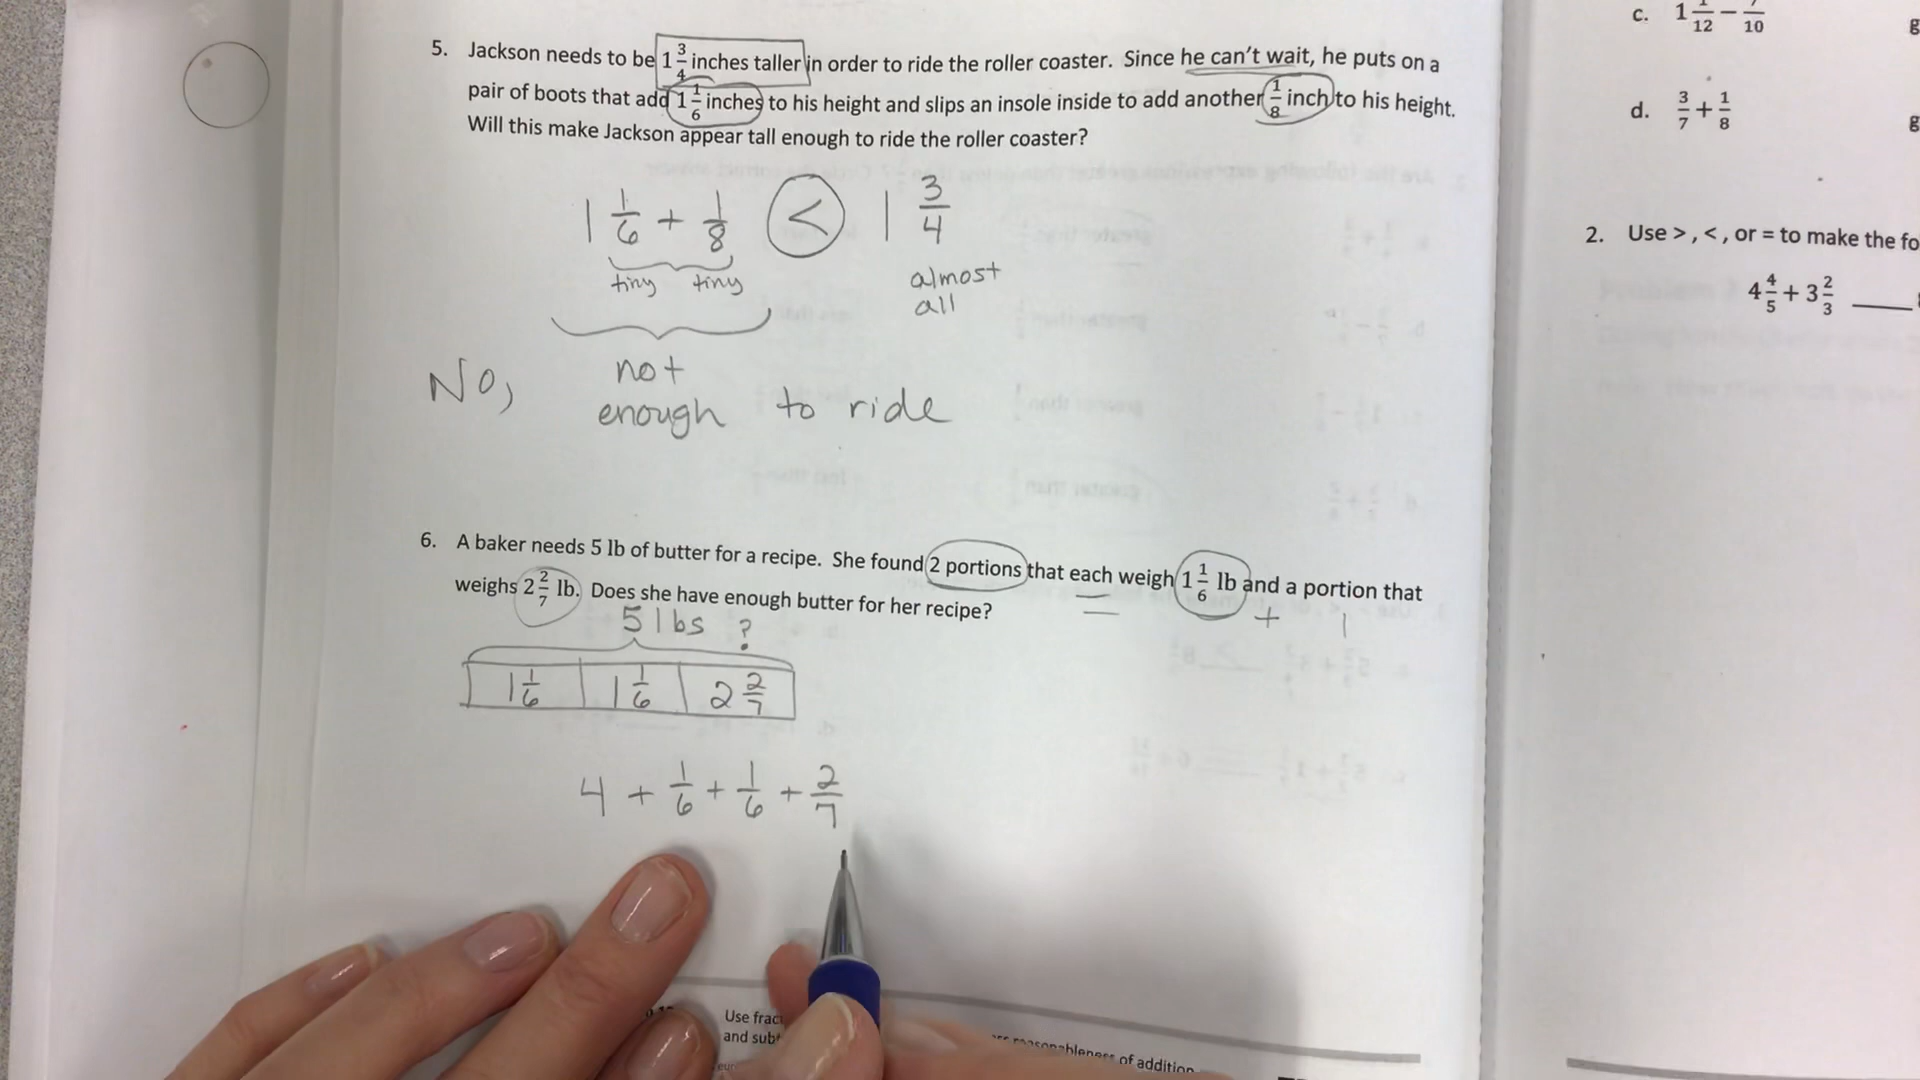 5. Jackson needs to be 1 3/4 inches taller in order to ride the roller coaster. Since he can't wait, he puts on a
pair of boots that add 1 1/6 inches to his height and slips an insole inside to add another 1/8 inch to his height.
Will this make Jackson appear tall enough to ride the roller coaster?
1 1/6 + 1/8 < 1 3/4
tiny tiny
almost
all
No, not enough to ride
6. A baker needs 5 lb of butter for a recipe. She found 2 portions that each weigh 1 1/6 lb and a portion that
weighs 2 2/7 lb. Does she have enough butter for her recipe?
+ 1
5 lbs ?
1 1/6 1 1/6 2 2/7
4 + 1/6 + 1/6 + 2/7
Use
and
of addition
c. 1 1/12 − 7/10
d. 3/7 + 1/8
2. Use > , < , or = to make the
4 4/5 + 3 2/3 ____